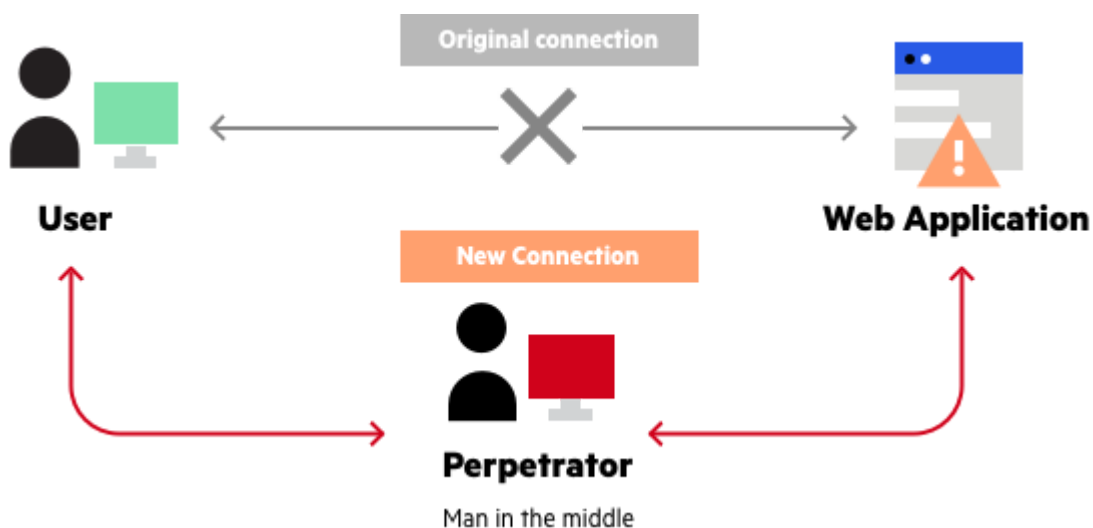 Original connection
User
Web Application
New Connection
Perpetrator
Man in the middle